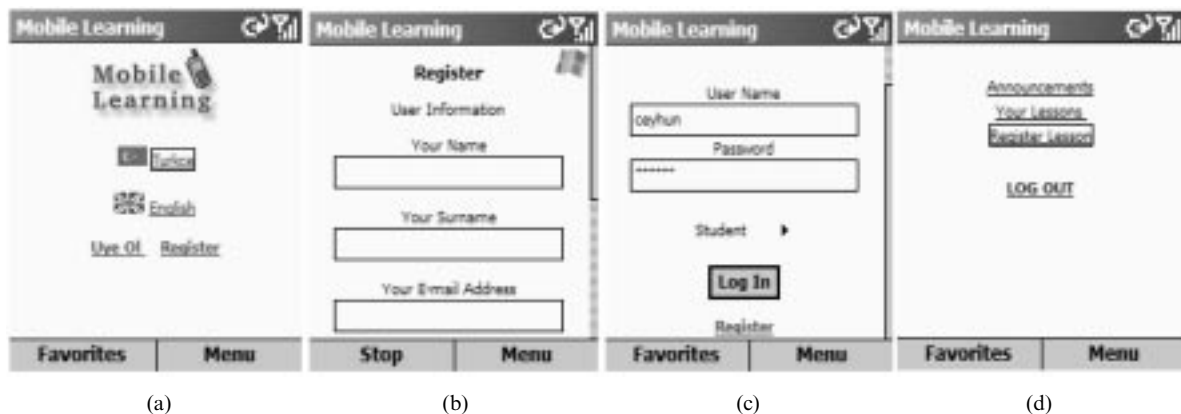 Mobile Learning
Mobile
Learning
Türkçe
English
Uye Ol Register
Favorites Menu
(a)
Mobile Learning
Register
User Information
Your Name
Your Surname
Your E-mail Address
Stop Menu
(b)
Mobile Learning
User Name
ceyhun
Password
*******
Student
Log In
Register
Favorites Menu
(c)
Mobile Learning
Announcements
Your Lessons
Register Lesson
LOG OUT
Favorites Menu
(d)